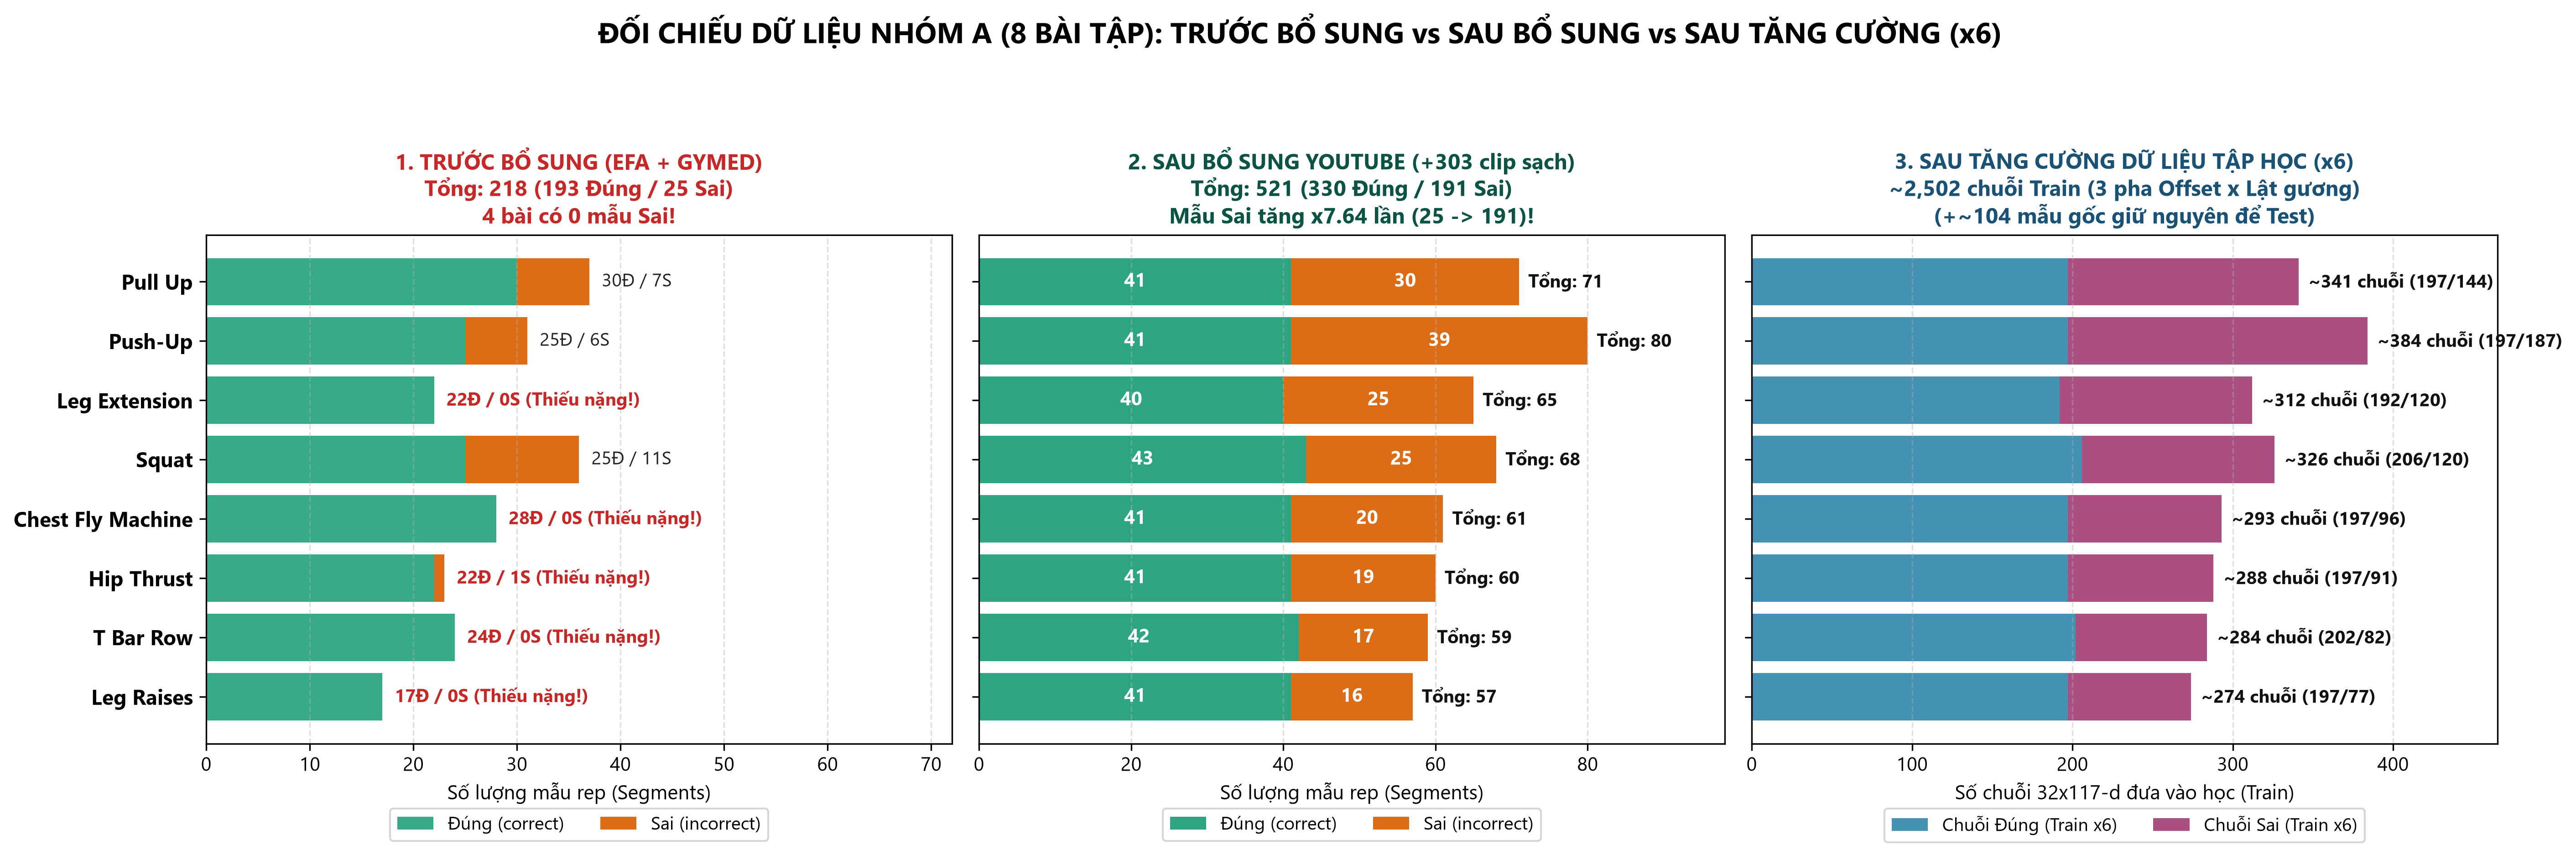 ĐỐI CHIẾU DỮ LIỆU NHÓM A (8 BÀI TẬP): TRƯỚC BỔ SUNG vs SAU BỔ SUNG vs SAU TĂNG CƯỜNG (x6)
1. TRƯỚC BỔ SUNG (EFA + GYMED)
Tổng: 218 (193 Đúng / 25 Sai)
4 bài có 0 mẫu Sai!
Pull Up
30Đ / 7S
Push-Up
25Đ / 6S
Leg Extension
22Đ / 0S (Thiếu nặng!)
Squat
25Đ / 11S
Chest Fly Machine
28Đ / 0S (Thiếu nặng!)
Hip Thrust
22Đ / 1S (Thiếu nặng!)
T Bar Row
24Đ / 0S (Thiếu nặng!)
Leg Raises
17Đ / 0S (Thiếu nặng!)
0 10 20 30 40 50 60 70
Số lượng mẫu rep (Segments)
Đúng (correct) Sai (incorrect)
2. SAU BỔ SUNG YOUTUBE (+303 clip sạch)
Tổng: 521 (330 Đúng / 191 Sai)
Mẫu Sai tăng x7.64 lần (25 -> 191)!
41 30 Tổng: 71
41 39 Tổng: 80
40 25 Tổng: 65
43 25 Tổng: 68
41 20 Tổng: 61
41 19 Tổng: 60
42 17 Tổng: 59
41 16 Tổng: 57
0 20 40 60 80
Số lượng mẫu rep (Segments)
Đúng (correct) Sai (incorrect)
3. SAU TĂNG CƯỜNG DỮ LIỆU TẬP HỌC (x6)
~2,502 chuỗi Train (3 pha Offset x Lật gương)
(+~104 mẫu gốc giữ nguyên để Test)
~341 chuỗi (197/144)
~384 chuỗi (197/187)
~312 chuỗi (192/120)
~326 chuỗi (206/120)
~293 chuỗi (197/96)
~288 chuỗi (197/91)
~284 chuỗi (202/82)
~274 chuỗi (197/77)
0 100 200 300 400
Số chuỗi 32x117-d đưa vào học (Train)
Chuỗi Đúng (Train x6) Chuỗi Sai (Train x6)